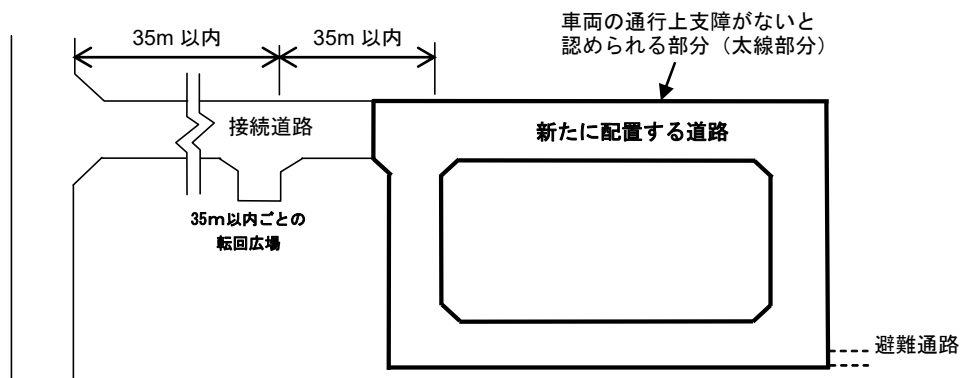 車両の通行上支障がないと
認められる部分（太線部分）
35m 以内
35m 以内
接続道路
新たに配置する道路
35m以内ごとの
転回広場
避難通路